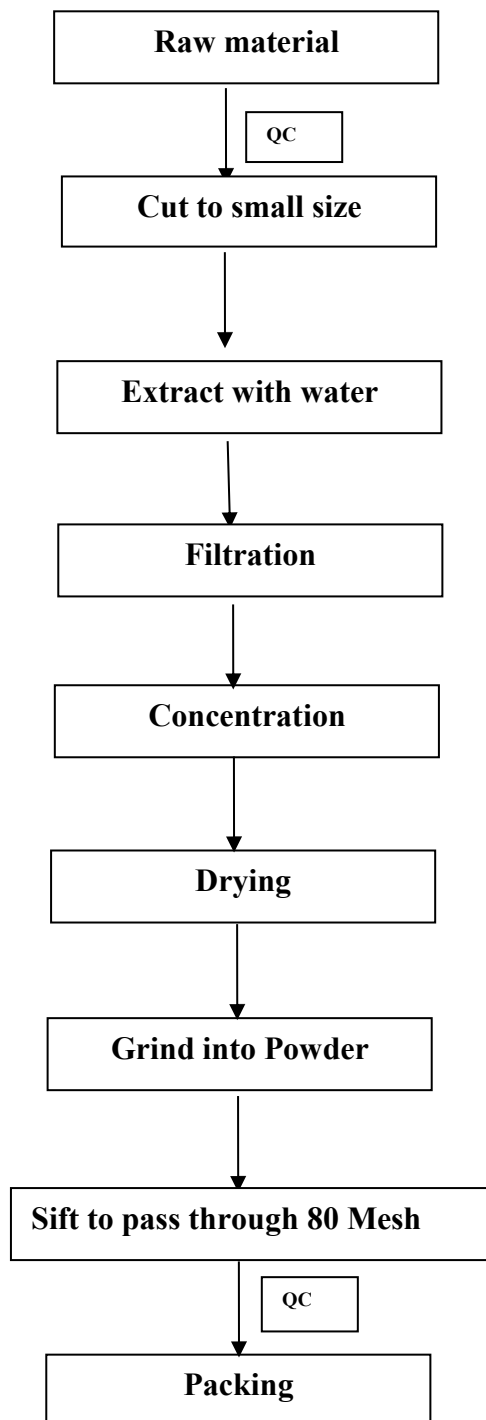 Raw material
QC
Cut to small size
Extract with water
Filtration
Concentration
Drying
Grind into Powder
Sift to pass through 80 Mesh
QC
Packing